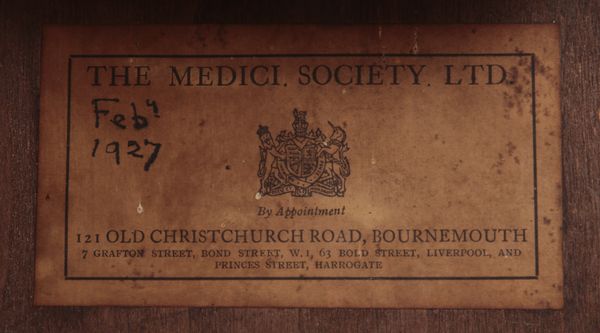 THE MEDICI. SOCIETY. LTD.
Feby
1927
By Appointment
121 OLD CHRISTCHURCH ROAD, BOURNEMOUTH
7 GRAFTON STREET, BOND STREET, W.1, 63 BOLD STREET, LIVERPOOL, AND
PRINCES STREET, HARROGATE